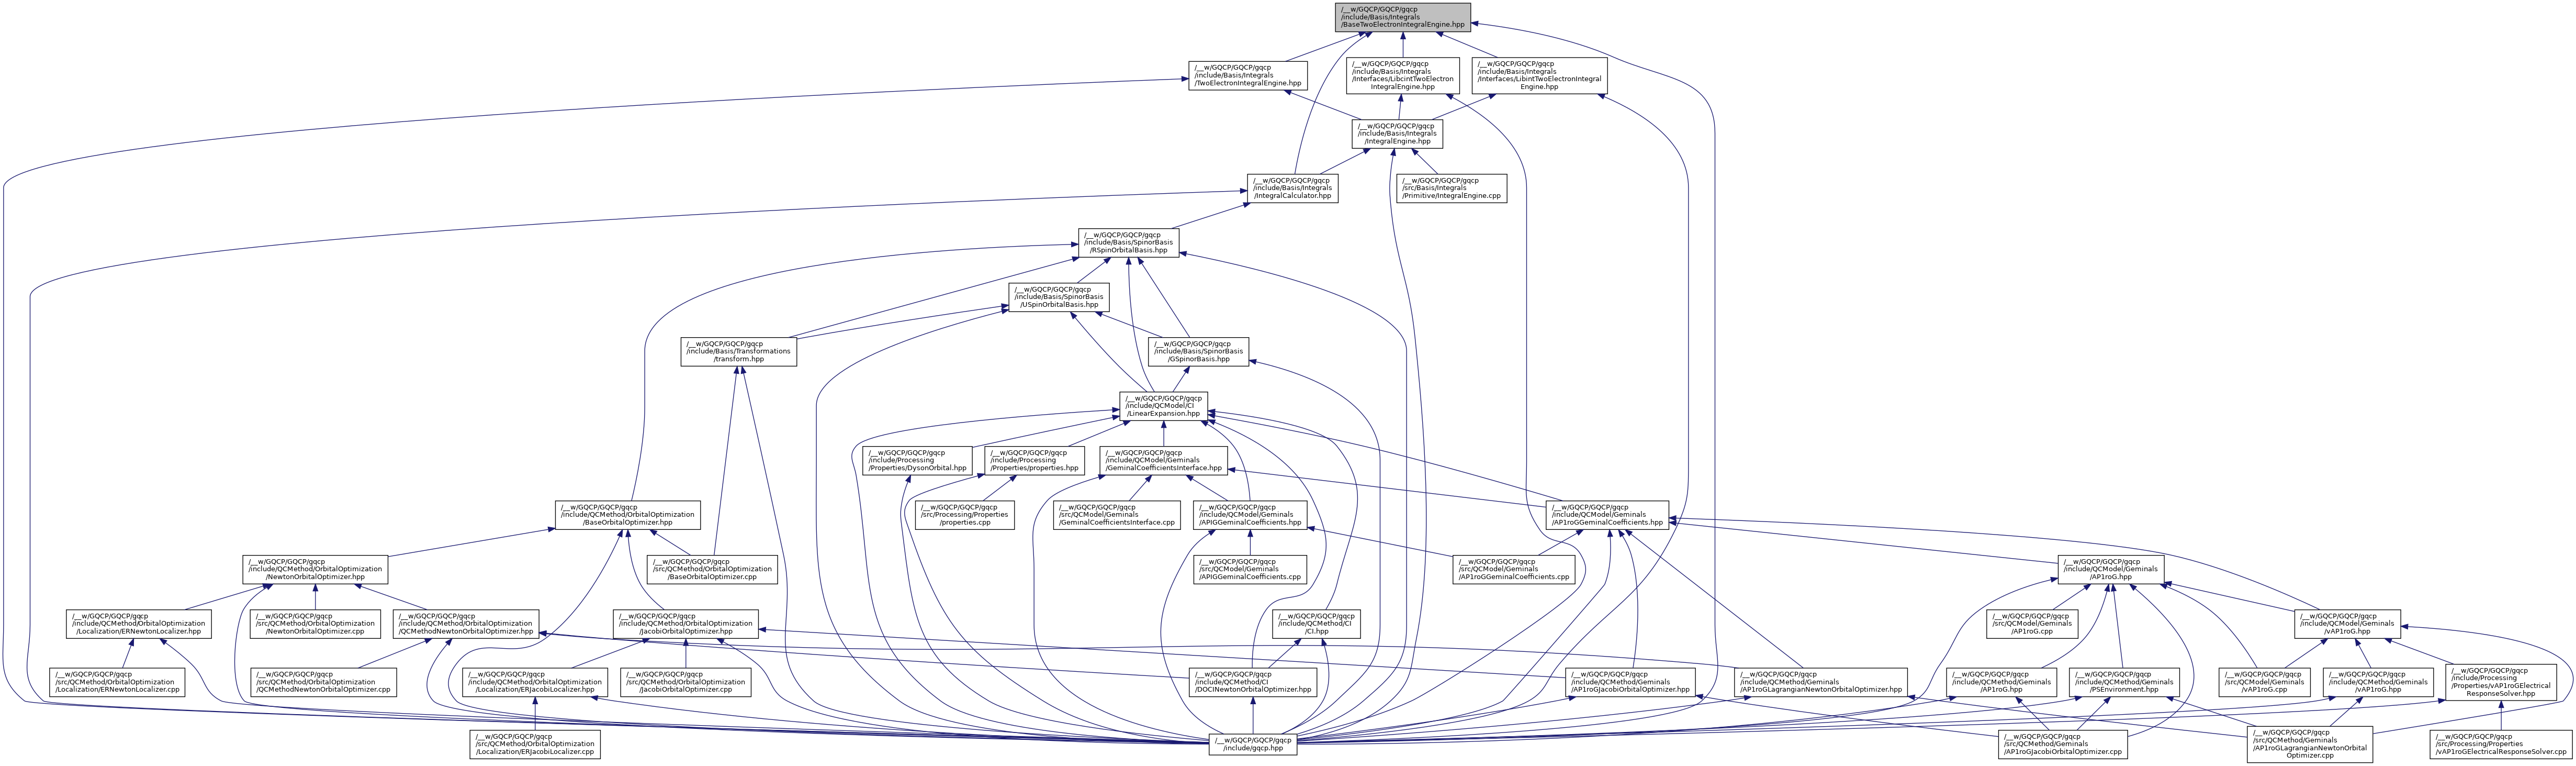 /__w/GQCP/GQCP/gqcp
/include/Basis/Integrals
/BaseTwoElectronIntegralEngine.hpp
/__w/GQCP/GQCP/gqcp
/include/Basis/Integrals
/TwoElectronIntegralEngine.hpp
/__w/GQCP/GQCP/gqcp
/include/Basis/Integrals
/Interfaces/LibcintTwoElectron
IntegralEngine.hpp
/__w/GQCP/GQCP/gqcp
/include/Basis/Integrals
/Interfaces/LibintTwoElectronIntegral
Engine.hpp
/__w/GQCP/GQCP/gqcp
/include/Basis/Integrals
/IntegralEngine.hpp
/__w/GQCP/GQCP/gqcp
/include/Basis/Integrals
/IntegralCalculator.hpp
/__w/GQCP/GQCP/gqcp
/src/Basis/Integrals
/Primitive/IntegralEngine.cpp
/__w/GQCP/GQCP/gqcp
/include/Basis/SpinorBasis
/RSpinOrbitalBasis.hpp
/__w/GQCP/GQCP/gqcp
/include/Basis/SpinorBasis
/USpinOrbitalBasis.hpp
/__w/GQCP/GQCP/gqcp
/include/Basis/Transformations
/transform.hpp
/__w/GQCP/GQCP/gqcp
/include/Basis/SpinorBasis
/GSpinorBasis.hpp
/__w/GQCP/GQCP/gqcp
/include/QCModel/CI
/LinearExpansion.hpp
/__w/GQCP/GQCP/gqcp
/include/Processing
/Properties/DysonOrbital.hpp
/__w/GQCP/GQCP/gqcp
/include/Processing
/Properties/properties.hpp
/__w/GQCP/GQCP/gqcp
/include/QCModel/Geminals
/GeminalCoefficientsInterface.hpp
/__w/GQCP/GQCP/gqcp
/include/QCMethod/OrbitalOptimization
/BaseOrbitalOptimizer.hpp
/__w/GQCP/GQCP/gqcp
/src/Processing/Properties
/properties.cpp
/__w/GQCP/GQCP/gqcp
/src/QCModel/Geminals
/GeminalCoefficientsInterface.cpp
/__w/GQCP/GQCP/gqcp
/include/QCModel/Geminals
/APIGGeminalCoefficients.hpp
/__w/GQCP/GQCP/gqcp
/include/QCModel/Geminals
/AP1roGGeminalCoefficients.hpp
/__w/GQCP/GQCP/gqcp
/include/QCMethod/OrbitalOptimization
/NewtonOrbitalOptimizer.hpp
/__w/GQCP/GQCP/gqcp
/src/QCMethod/OrbitalOptimization
/BaseOrbitalOptimizer.cpp
/__w/GQCP/GQCP/gqcp
/src/QCModel/Geminals
/APIGGeminalCoefficients.cpp
/__w/GQCP/GQCP/gqcp
/src/QCModel/Geminals
/AP1roGGeminalCoefficients.cpp
/__w/GQCP/GQCP/gqcp
/include/QCModel/Geminals
/AP1roG.hpp
/__w/GQCP/GQCP/gqcp
/include/QCMethod/OrbitalOptimization
/Localization/ERNewtonLocalizer.hpp
/__w/GQCP/GQCP/gqcp
/src/QCMethod/OrbitalOptimization
/NewtonOrbitalOptimizer.cpp
/__w/GQCP/GQCP/gqcp
/include/QCMethod/OrbitalOptimization
/QCMethodNewtonOrbitalOptimizer.hpp
/__w/GQCP/GQCP/gqcp
/include/QCMethod/OrbitalOptimization
/JacobiOrbitalOptimizer.hpp
/__w/GQCP/GQCP/gqcp
/include/QCMethod/CI
/CI.hpp
/__w/GQCP/GQCP/gqcp
/src/QCModel/Geminals
/AP1roG.cpp
/__w/GQCP/GQCP/gqcp
/include/QCModel/Geminals
/vAP1roG.hpp
/__w/GQCP/GQCP/gqcp
/src/QCMethod/OrbitalOptimization
/Localization/ERNewtonLocalizer.cpp
/__w/GQCP/GQCP/gqcp
/src/QCMethod/OrbitalOptimization
/QCMethodNewtonOrbitalOptimizer.cpp
/__w/GQCP/GQCP/gqcp
/include/QCMethod/OrbitalOptimization
/Localization/ERJacobiLocalizer.hpp
/__w/GQCP/GQCP/gqcp
/src/QCMethod/OrbitalOptimization
/JacobiOrbitalOptimizer.cpp
/__w/GQCP/GQCP/gqcp
/include/QCMethod/CI
/DOCINewtonOrbitalOptimizer.hpp
/__w/GQCP/GQCP/gqcp
/include/QCMethod/Geminals
/AP1roGJacobiOrbitalOptimizer.hpp
/__w/GQCP/GQCP/gqcp
/include/QCMethod/Geminals
/AP1roGLagrangianNewtonOrbitalOptimizer.hpp
/__w/GQCP/GQCP/gqcp
/include/QCMethod/Geminals
/AP1roG.hpp
/__w/GQCP/GQCP/gqcp
/include/QCMethod/Geminals
/PSEnvironment.hpp
/__w/GQCP/GQCP/gqcp
/src/QCModel/Geminals
/vAP1roG.cpp
/__w/GQCP/GQCP/gqcp
/include/QCMethod/Geminals
/vAP1roG.hpp
/__w/GQCP/GQCP/gqcp
/include/Processing
/Properties/vAP1roGElectrical
ResponseSolver.hpp
/__w/GQCP/GQCP/gqcp
/src/QCMethod/OrbitalOptimization
/Localization/ERJacobiLocalizer.cpp
/__w/GQCP/GQCP/gqcp
/include/gqcp.hpp
/__w/GQCP/GQCP/gqcp
/src/QCMethod/Geminals
/AP1roGJacobiOrbitalOptimizer.cpp
/__w/GQCP/GQCP/gqcp
/src/QCMethod/Geminals
/AP1roGLagrangianNewtonOrbital
Optimizer.cpp
/__w/GQCP/GQCP/gqcp
/src/Processing/Properties
/vAP1roGElectricalResponseSolver.cpp